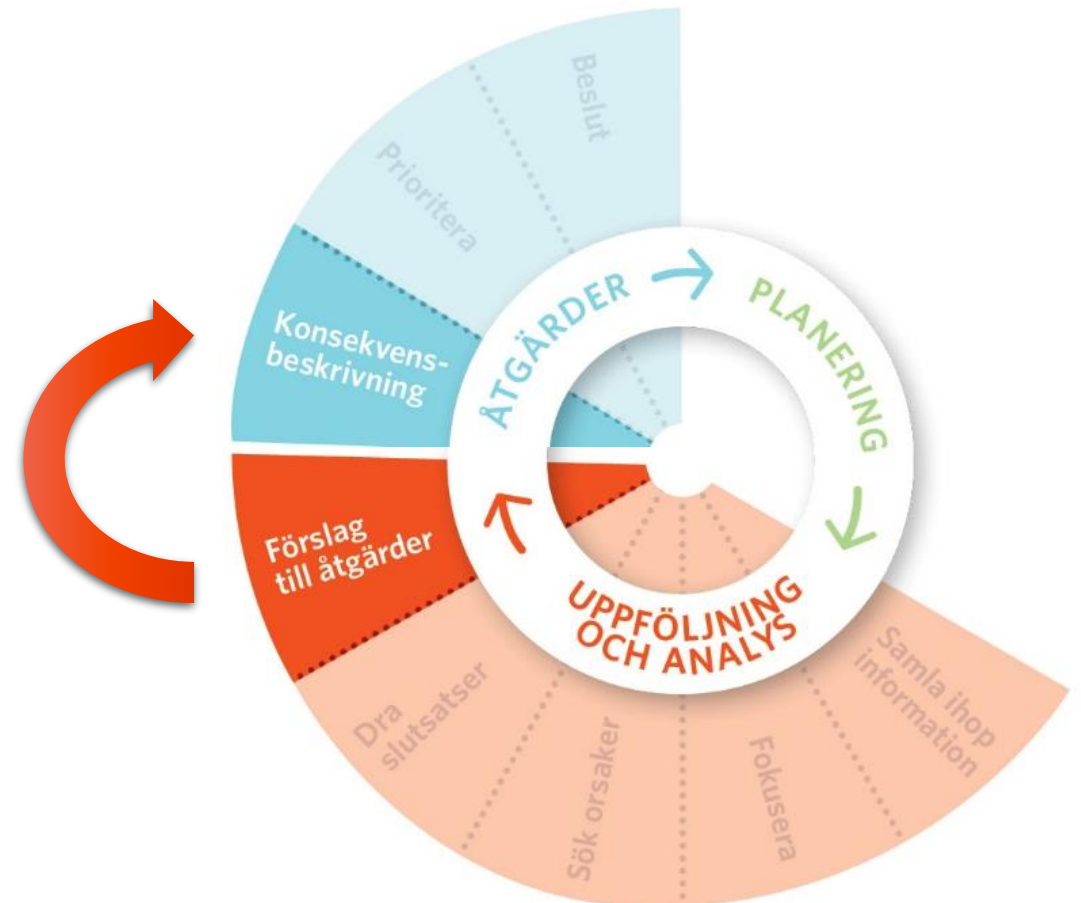 Beslut
Prioritera
Konsekvens-
beskrivning
Förslag
till åtgärder
Dra
slutsatser
Sök orsaker
Fokusera
Samla ihop
information
ÅTGÄRDER
PLANERING
UPPFÖLJNING
OCH ANALYS